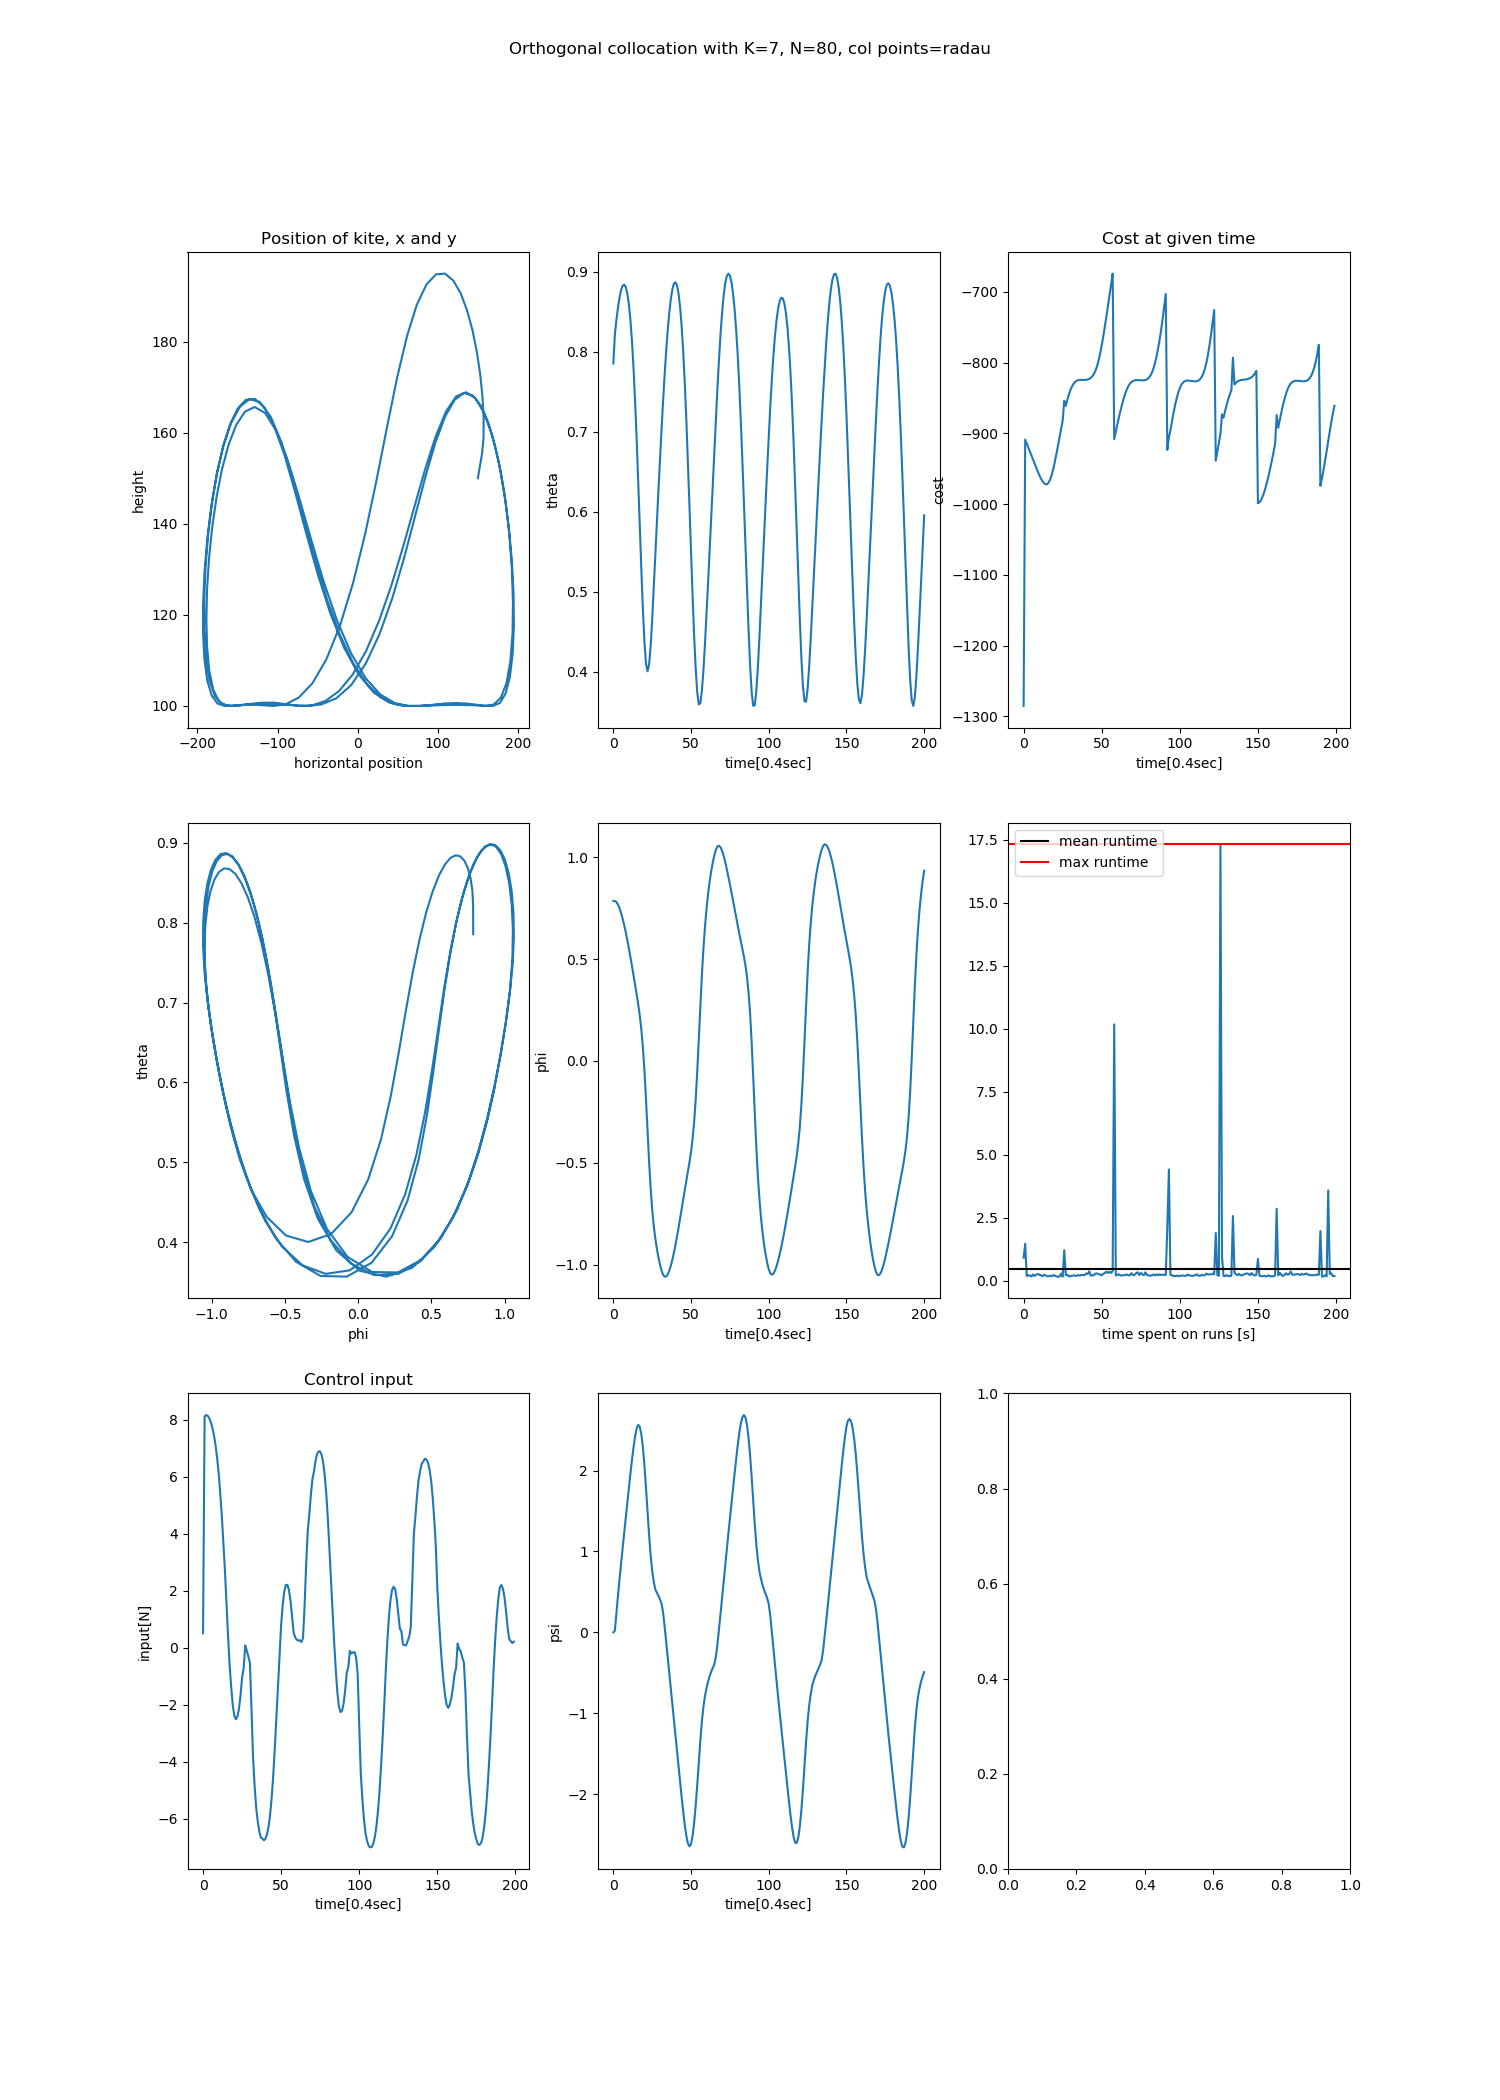 Orthogonal collocation with K=7, N=80, col points=radau
Position of kite, x and y
height
180
160
140
120
100
−200 −100 0 100 200
horizontal position
theta
0.9
0.8
0.7
0.6
0.5
0.4
0 50 100 150 200
time[0.4sec]
Cost at given time
cost
−700
−800
−900
−1000
−1100
−1200
−1300
0 50 100 150 200
time[0.4sec]
theta
0.9
0.8
0.7
0.6
0.5
0.4
−1.0 −0.5 0.0 0.5 1.0
phi
phi
1.0
0.5
0.0
−0.5
−1.0
0 50 100 150 200
time[0.4sec]
mean runtime
max runtime
17.5
15.0
12.5
10.0
7.5
5.0
2.5
0.0
0 50 100 150 200
time spent on runs [s]
Control input
input[N]
8
6
4
2
0
−2
−4
−6
0 50 100 150 200
time[0.4sec]
psi
2
1
0
−1
−2
0 50 100 150 200
time[0.4sec]
1.0
0.8
0.6
0.4
0.2
0.0
0.0 0.2 0.4 0.6 0.8 1.0